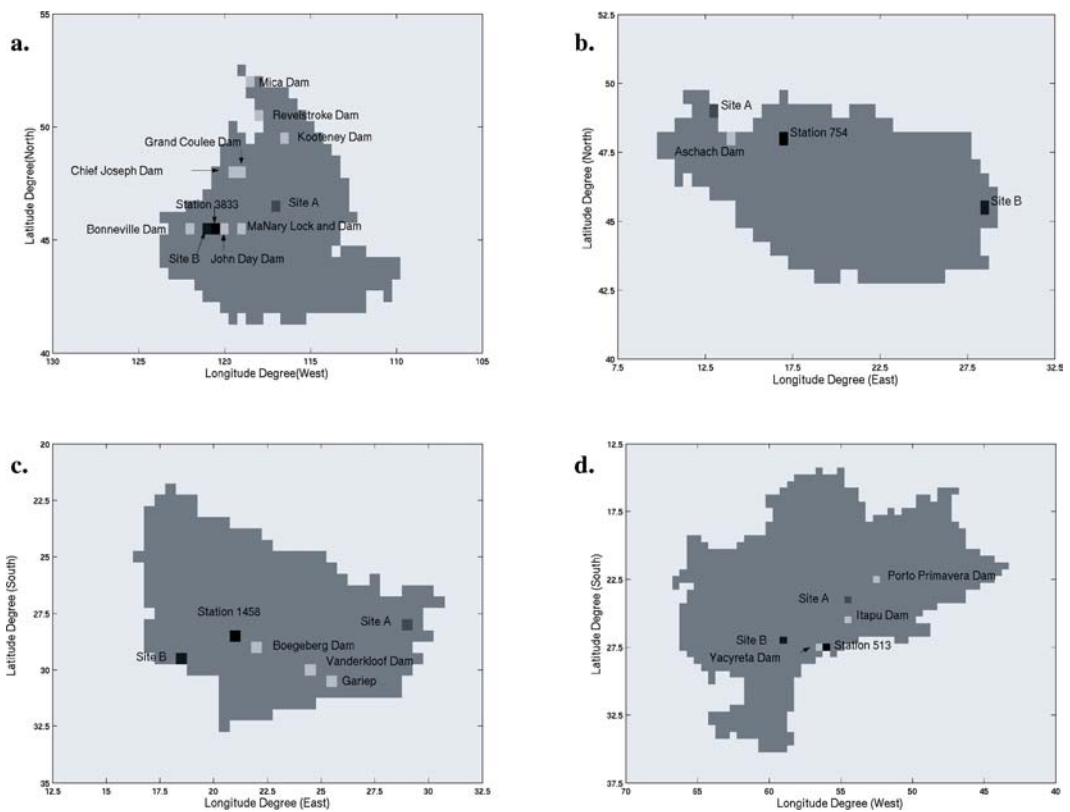 a.
55
50
45
40
130
125
120
115
110
105
Latitude Degree(North)
Longitude Degree(West)
Mica Dam
Revelstroke Dam
Grand Coulee Dam
Kooteney Dam
Chief Joseph Dam
Site A
Station 3833
Bonneville Dam
MaNary Lock and Dam
Site B
John Day Dam
b.
52.5
50
47.5
45
42.5
40
7.5
12.5
17.5
22.5
27.5
32.5
Latitude Degree (North)
Longitude Degree (East)
Site A
Station 754
Aschach Dam
Site B
c.
20
22.5
25
27.5
30
32.5
35
12.5
15
17.5
20
22.5
25
27.5
30
32.5
Latitude Degree (South)
Longitude Degree (East)
Station 1458
Site A
Boegeberg Dam
Site B
Vanderkloof Dam
Gariep
d.
12.5
17.5
22.5
27.5
32.5
37.5
70
65
60
55
50
45
40
Latitude Degree (South)
Longitude Degree (West)
Porto Primavera Dam
Site A
Itapu Dam
Site B
Station 513
Yacyreta Dam